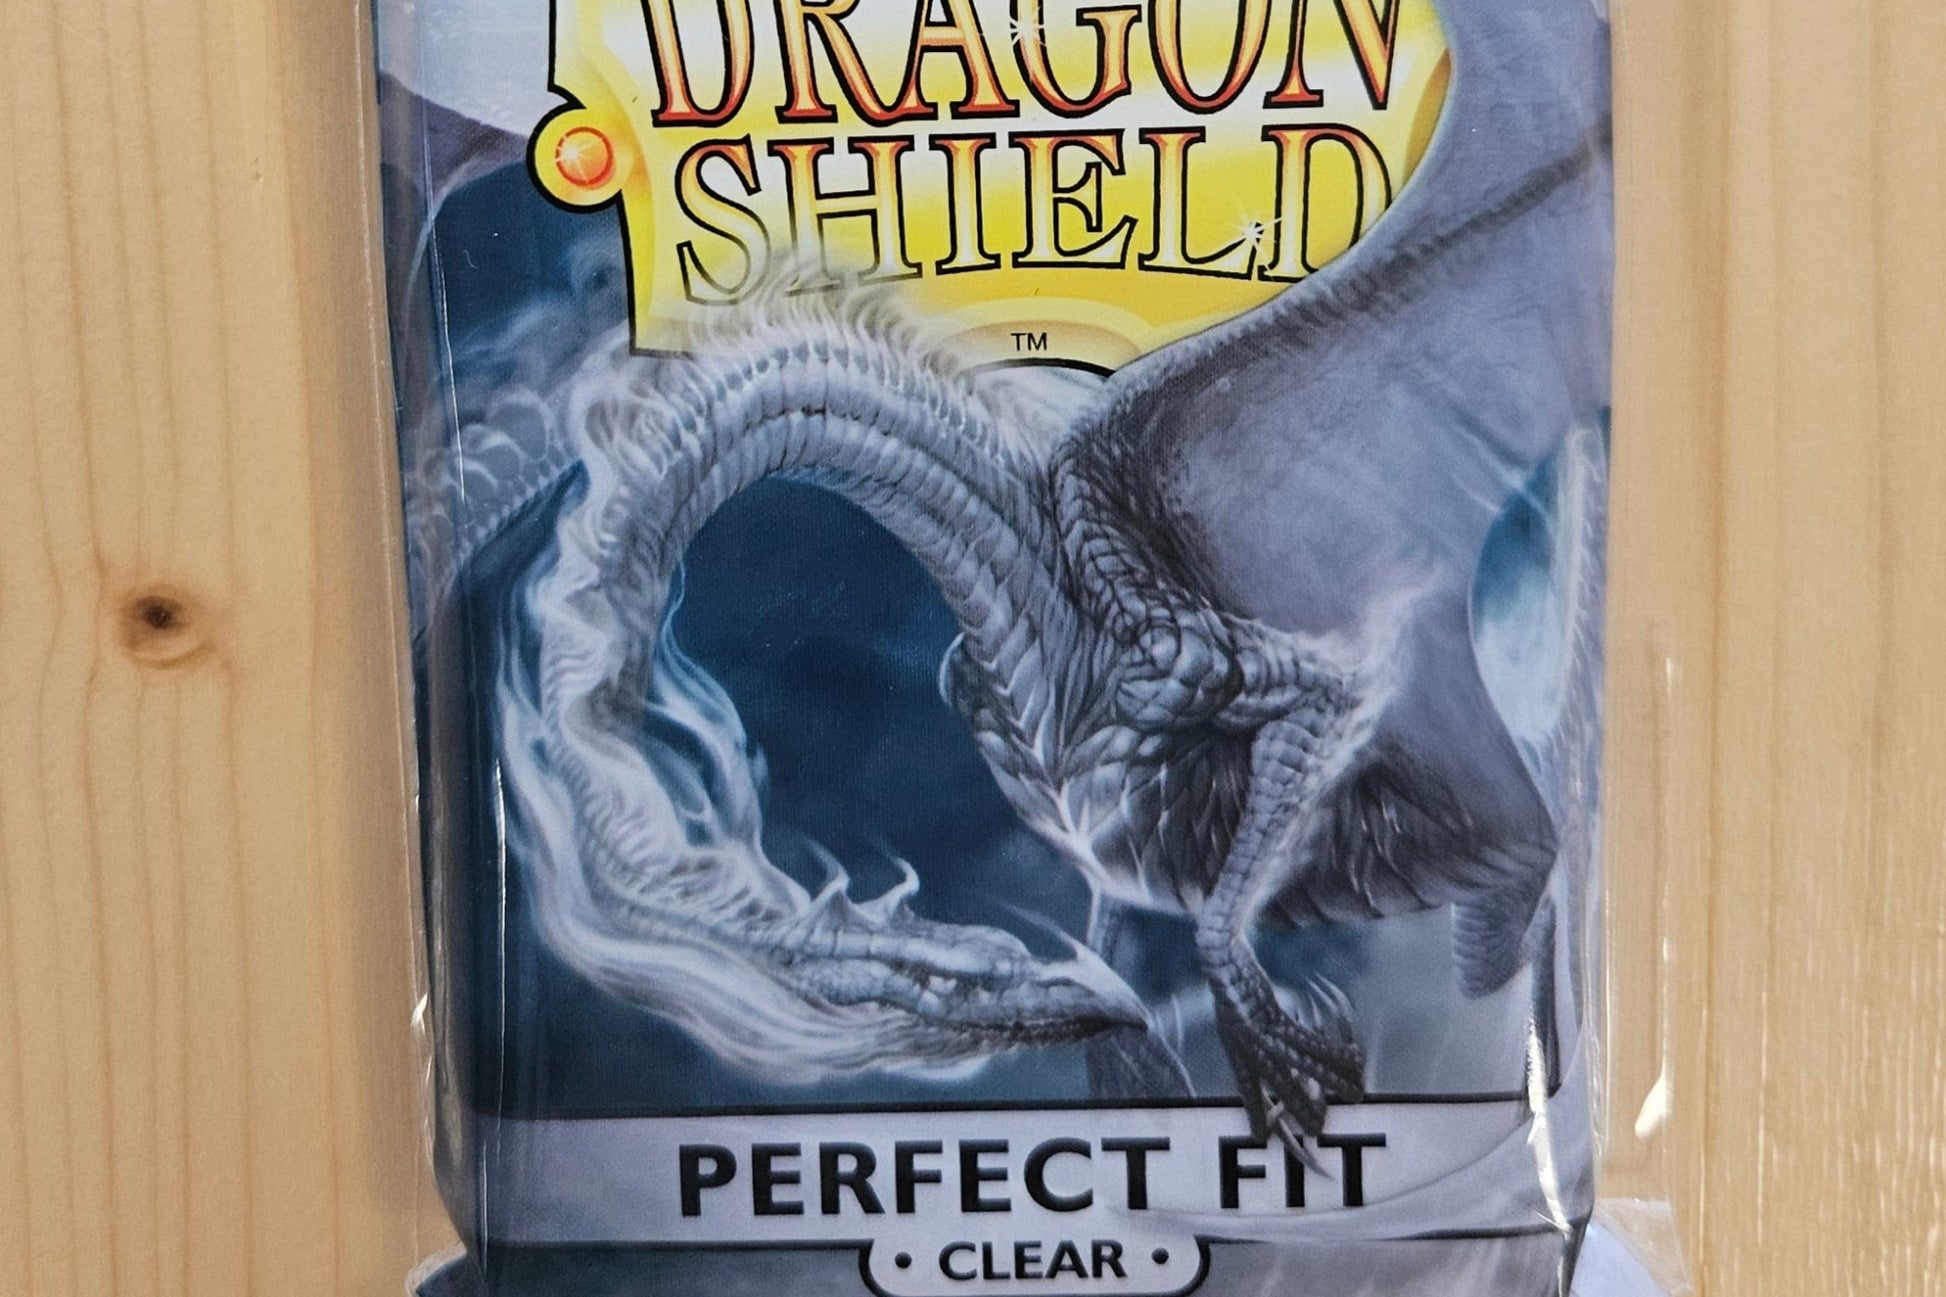 DRAGON
SHIELD
™
PERFECT FIT
• CLEAR •